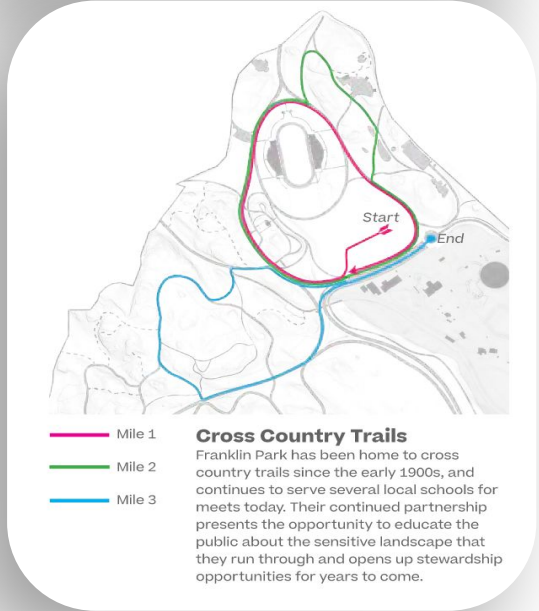 Start
End
Mile 1
Mile 2
Mile 3
Cross Country Trails
Franklin Park has been home to cross
country trails since the early 1900s, and
continues to serve several local schools for
meets today. Their continued partnership
presents the opportunity to educate the
public about the sensitive landscape that
they run through and opens up stewardship
opportunities for years to come.